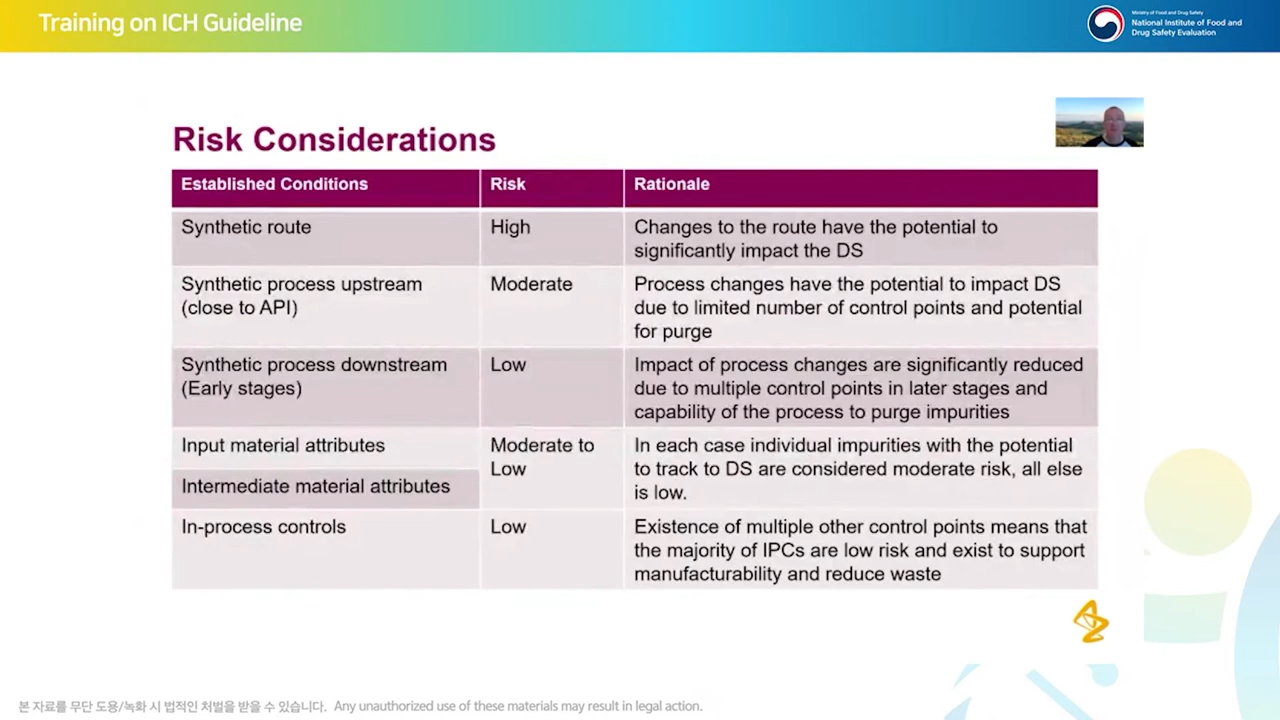 Training on ICH Guideline
Ministry of Food and Drug Safety
National Institute of Food and
Drug Safety Evaluation
Risk Considerations
Established Conditions
Risk
Rationale
Synthetic route
High
Changes to the route have the potential to
significantly impact the DS
Synthetic process upstream
(close to API)
Moderate
Process changes have the potential to impact DS
due to limited number of control points and potential
for purge
Synthetic process downstream
(Early stages)
Low
Impact of process changes are significantly reduced
due to multiple control points in later stages and
capability of the process to purge impurities
Input material attributes
Intermediate material attributes
Moderate to
Low
In each case individual impurities with the potential
to track to DS are considered moderate risk, all else
is low.
In-process controls
Low
Existence of multiple other control points means that
the majority of IPCs are low risk and exist to support
manufacturability and reduce waste
본 자료를 무단 도용/녹화 시 법적인 처벌을 받을 수 있습니다. Any unauthorized use of these materials may result in legal action.